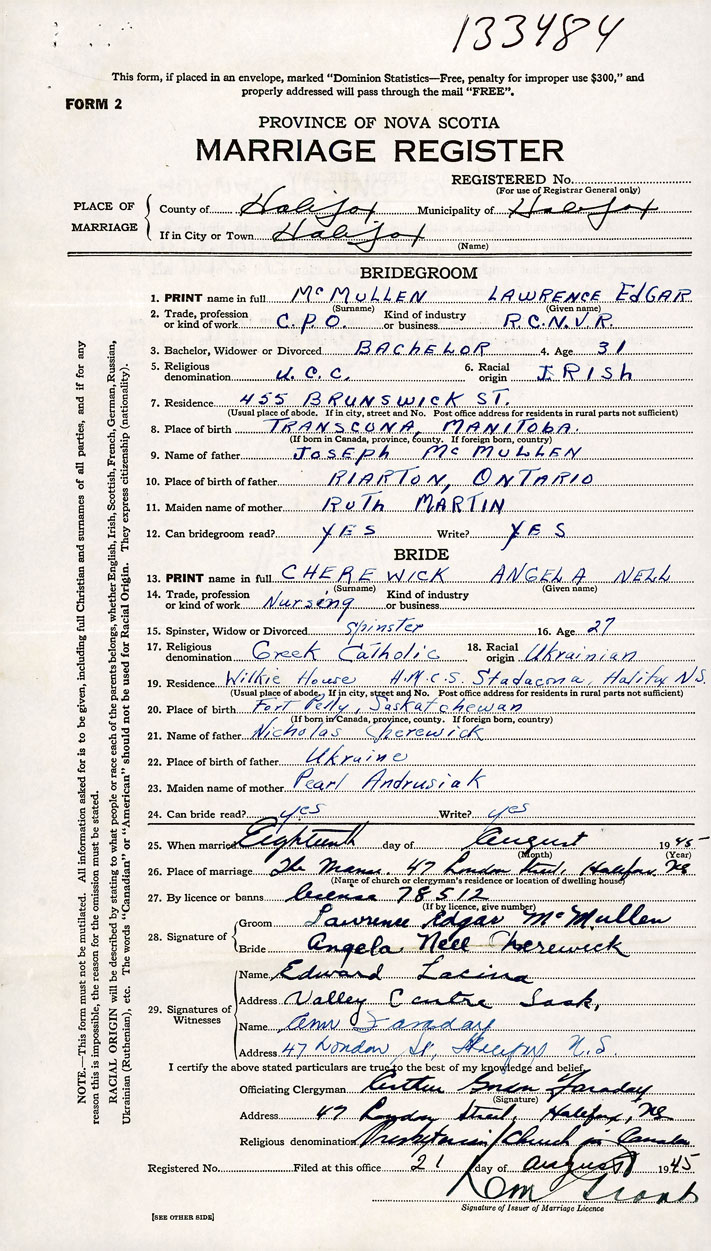 133484
This form, if placed in an envelope, marked “Dominion Statistics—Free, penalty for improper use $300,” and
properly addressed will pass through the mail “FREE”.
FORM 2
PROVINCE OF NOVA SCOTIA
MARRIAGE REGISTER
REGISTERED No.
(For use of Registrar General only)
PLACE OF MARRIAGE
County of Halifax Municipality of Halifax
If in City or Town Halifax
(Name)
BRIDEGROOM
1. PRINT name in full McMULLEN LAWRENCE EDGAR
(Surname) (Given name)
2. Trade, profession or kind of work C.P.O. Kind of industry or business R.C.N.V.R.
3. Bachelor, Widower or Divorced BACHELOR 4. Age 31
5. Religious denomination U.C.C. 6. Racial origin IRISH
7. Residence 455 BRUNSWICK ST.
(Usual place of abode. If in city, street and No. Post office address for residents in rural parts not sufficient)
8. Place of birth TRANSCONA, MANITOBA.
(If born in Canada, province, county. If foreign born, country)
9. Name of father JOSEPH McMULLEN
10. Place of birth of father RIARTON, ONTARIO
11. Maiden name of mother RUTH MARTIN
12. Can bridegroom read? YES Write? YES
BRIDE
13. PRINT name in full CHEREWICK ANGELA NELL
(Surname) (Given name)
14. Trade, profession or kind of work Nursing Kind of industry or business
15. Spinster, Widow or Divorced Spinster 16. Age 27
17. Religious denomination Greek Catholic 18. Racial origin Ukrainian
19. Residence Wilkie House H.M.C.S. Stadacona, Halifax N.S.
(Usual place of abode. If in city, street and No. Post office address for residents in rural parts not sufficient)
20. Place of birth Fort Pelly, Saskatchewan
(If born in Canada, province, county. If foreign born, country)
21. Name of father Nicholas Cherewick
22. Place of birth of father Ukraine
23. Maiden name of mother Pearl Andrusiak
24. Can bride read? yes Write? yes
25. When married Eighteenth day of August 1945
(Month) (Year)
26. Place of marriage The Manse. 47 London Street, Halifax, NS
(Name of church or clergyman's residence or location of dwelling house)
27. By licence or banns license 78512
(If by licence, give number)
28. Signature of
Groom Lawrence Edgar McMullen
Bride Angela Nell Cherewick
29. Signatures of Witnesses
Name Edward Lacina
Address Valley Centre Sask,
Name Ann Faraday
Address 47 London St, Halifax N.S.
I certify the above stated particulars are true to the best of my knowledge and belief.
Officiating Clergyman Arthur Gordon Faraday
(Signature)
Address 47 London Street, Halifax, NS
Religious denomination Presbyterian Church in Canada
Registered No. Filed at this office 21 day of August 1945
Signature of Issuer of Marriage Licence
[SEE OTHER SIDE]
NOTE.—This form must not be mutilated. All information asked for is to be given, including full Christian and surnames of all parties, and if for any
reason this is impossible, the reason for the omission must be stated.
RACIAL ORIGIN will be described by stating to what people or race each of the parents belongs, whether English, Irish, Scottish, French, German, Russian,
Ukrainian (Ruthenian), etc. The words “Canadian” or “American” should not be used for Racial Origin. They express citizenship (nationality).